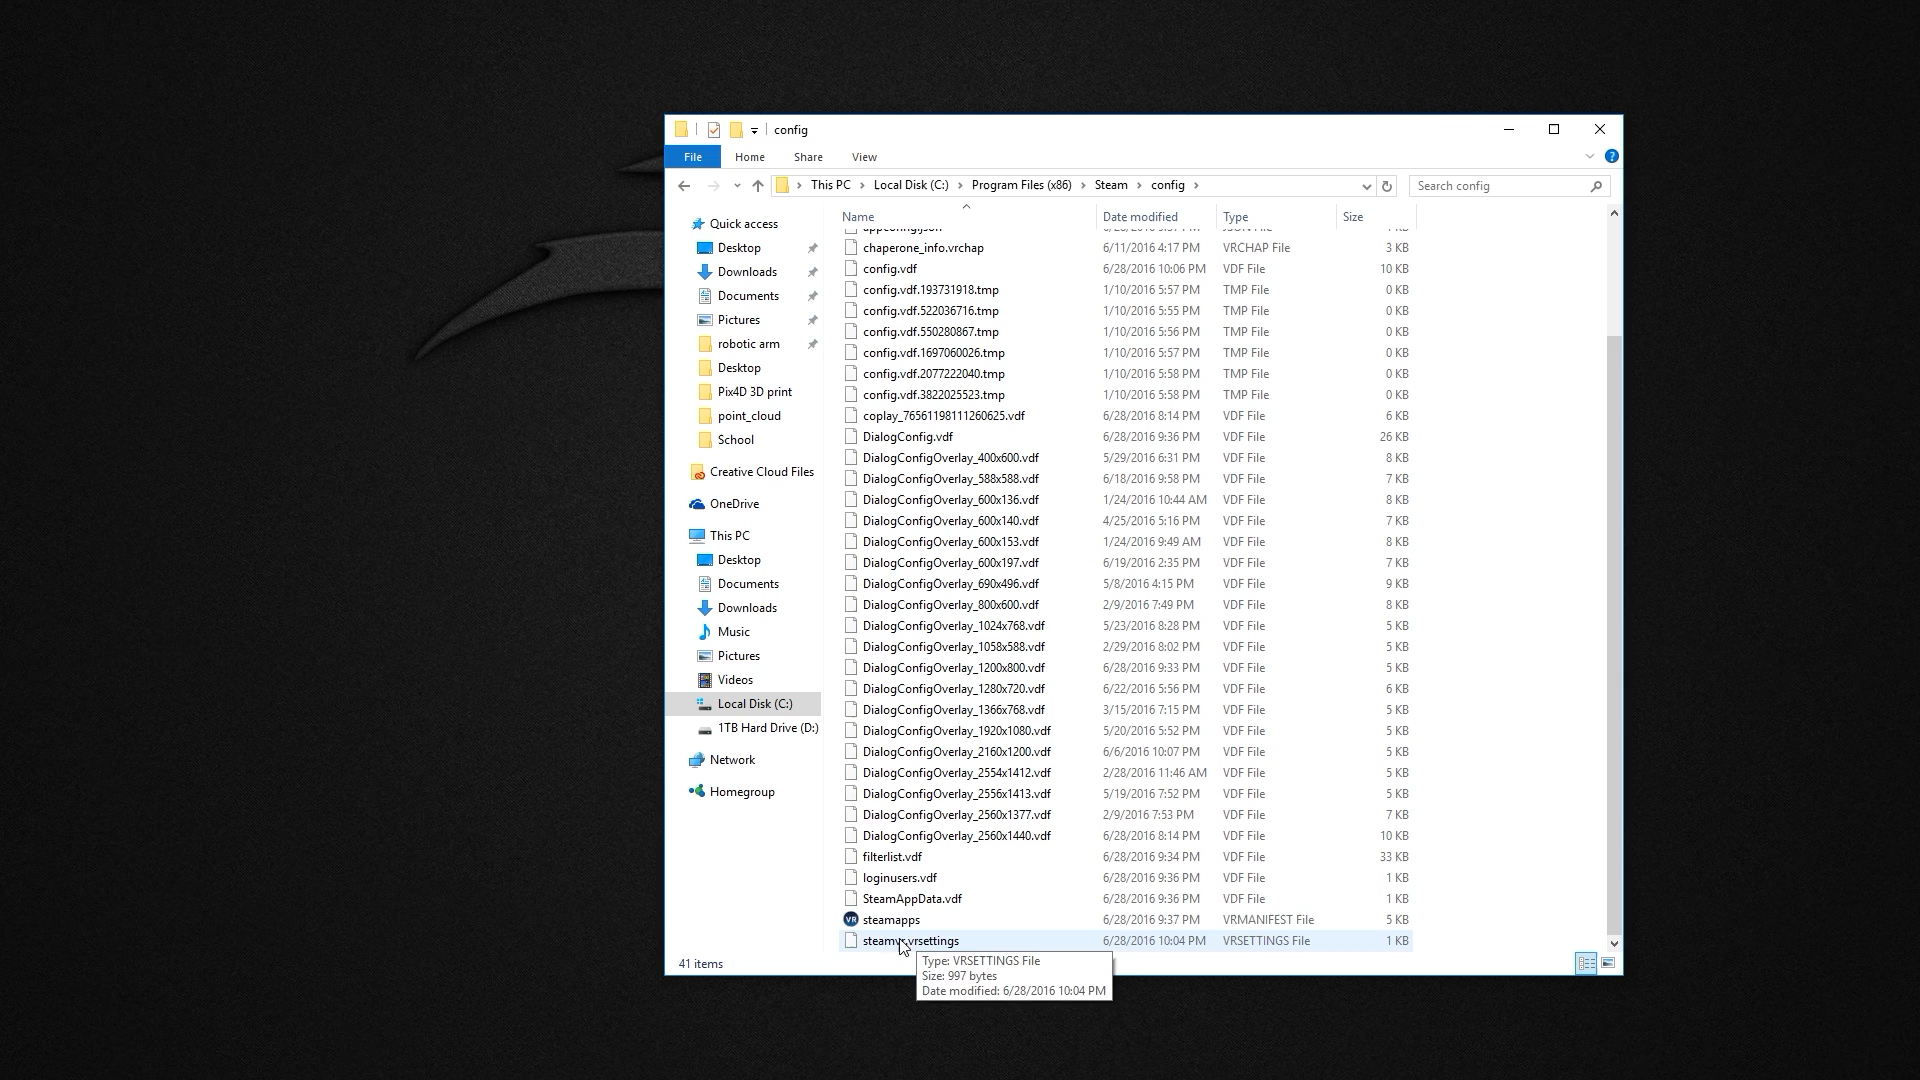 config
File Home Share View
This PC Local Disk (C:) Program Files (x86) Steam config
Search config
Quick access
Desktop
Downloads
Documents
Pictures
robotic arm
Desktop
Pix4D 3D print
point_cloud
School
Creative Cloud Files
OneDrive
This PC
Desktop
Documents
Downloads
Music
Pictures
Videos
Local Disk (C:)
1TB Hard Drive (D:)
Network
Homegroup
Name Date modified Type Size
chaperone_info.vrchap 6/11/2016 4:17 PM VRCHAP File 3 KB
config.vdf 6/28/2016 10:06 PM VDF File 10 KB
config.vdf.193731918.tmp 1/10/2016 5:57 PM TMP File 0 KB
config.vdf.522036716.tmp 1/10/2016 5:55 PM TMP File 0 KB
config.vdf.550280867.tmp 1/10/2016 5:56 PM TMP File 0 KB
config.vdf.1697060026.tmp 1/10/2016 5:57 PM TMP File 0 KB
config.vdf.2077222040.tmp 1/10/2016 5:58 PM TMP File 0 KB
config.vdf.3822025523.tmp 1/10/2016 5:58 PM TMP File 0 KB
coplay_76561198111260625.vdf 6/28/2016 8:14 PM VDF File 6 KB
DialogConfig.vdf 6/28/2016 9:36 PM VDF File 26 KB
DialogConfigOverlay_400x600.vdf 5/29/2016 6:31 PM VDF File 8 KB
DialogConfigOverlay_588x588.vdf 6/18/2016 9:58 PM VDF File 7 KB
DialogConfigOverlay_600x136.vdf 1/24/2016 10:44 AM VDF File 8 KB
DialogConfigOverlay_600x140.vdf 4/25/2016 5:16 PM VDF File 7 KB
DialogConfigOverlay_600x153.vdf 1/24/2016 9:49 AM VDF File 8 KB
DialogConfigOverlay_600x197.vdf 6/19/2016 2:35 PM VDF File 7 KB
DialogConfigOverlay_690x496.vdf 5/8/2016 4:15 PM VDF File 9 KB
DialogConfigOverlay_800x600.vdf 2/9/2016 7:49 PM VDF File 8 KB
DialogConfigOverlay_1024x768.vdf 5/23/2016 8:28 PM VDF File 5 KB
DialogConfigOverlay_1058x588.vdf 2/29/2016 8:02 PM VDF File 5 KB
DialogConfigOverlay_1200x800.vdf 6/28/2016 9:33 PM VDF File 5 KB
DialogConfigOverlay_1280x720.vdf 6/22/2016 5:56 PM VDF File 6 KB
DialogConfigOverlay_1366x768.vdf 3/15/2016 7:15 PM VDF File 5 KB
DialogConfigOverlay_1920x1080.vdf 5/20/2016 5:52 PM VDF File 5 KB
DialogConfigOverlay_2160x1200.vdf 6/6/2016 10:07 PM VDF File 5 KB
DialogConfigOverlay_2554x1412.vdf 2/28/2016 11:46 AM VDF File 5 KB
DialogConfigOverlay_2556x1413.vdf 5/19/2016 7:52 PM VDF File 5 KB
DialogConfigOverlay_2560x1377.vdf 2/9/2016 7:53 PM VDF File 7 KB
DialogConfigOverlay_2560x1440.vdf 6/28/2016 8:14 PM VDF File 10 KB
filterlist.vdf 6/28/2016 9:34 PM VDF File 33 KB
loginusers.vdf 6/28/2016 9:36 PM VDF File 1 KB
SteamAppData.vdf 6/28/2016 9:36 PM VDF File 1 KB
VR steamapps 6/28/2016 9:37 PM VRMANIFEST File 5 KB
steamvr.vrsettings 6/28/2016 10:04 PM VRSETTINGS File 1 KB
Type: VRSETTINGS File
Size: 997 bytes
Date modified: 6/28/2016 10:04 PM
41 items